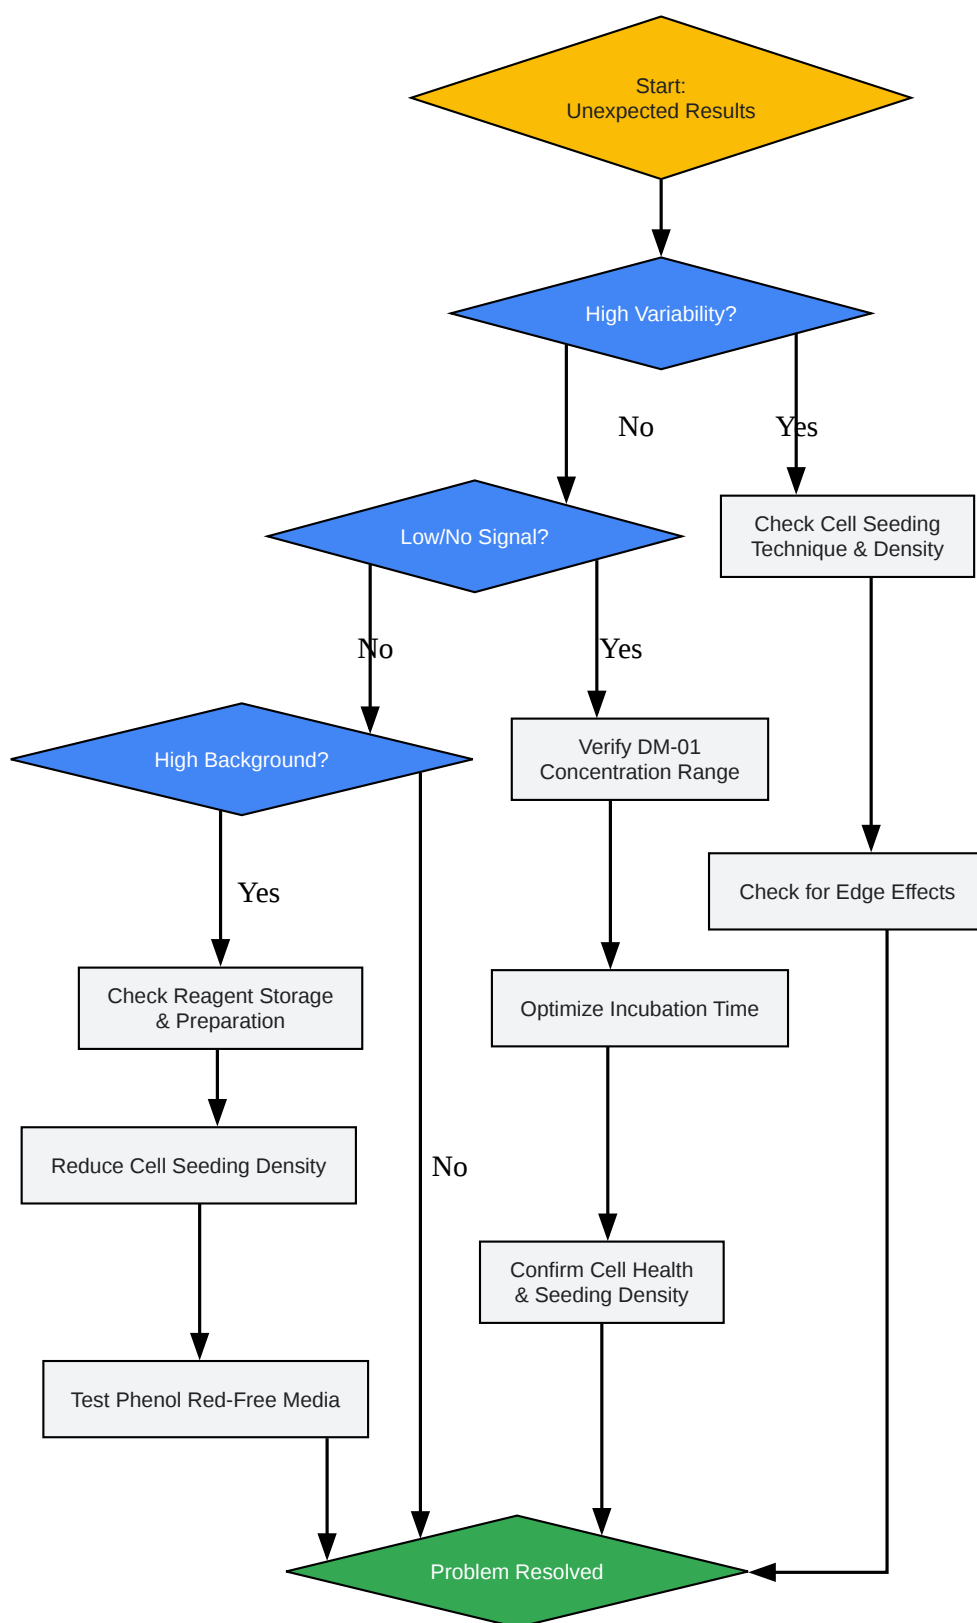 Start:
Unexpected Results
High Variability?
No
Yes
Low/No Signal?
Check Cell Seeding
Technique & Density
No
Yes
High Background?
Verify DM-01
Concentration Range
Yes
Check for Edge Effects
Check Reagent Storage
& Preparation
Optimize Incubation Time
Reduce Cell Seeding Density
No
Confirm Cell Health
& Seeding Density
Test Phenol Red-Free Media
Problem Resolved